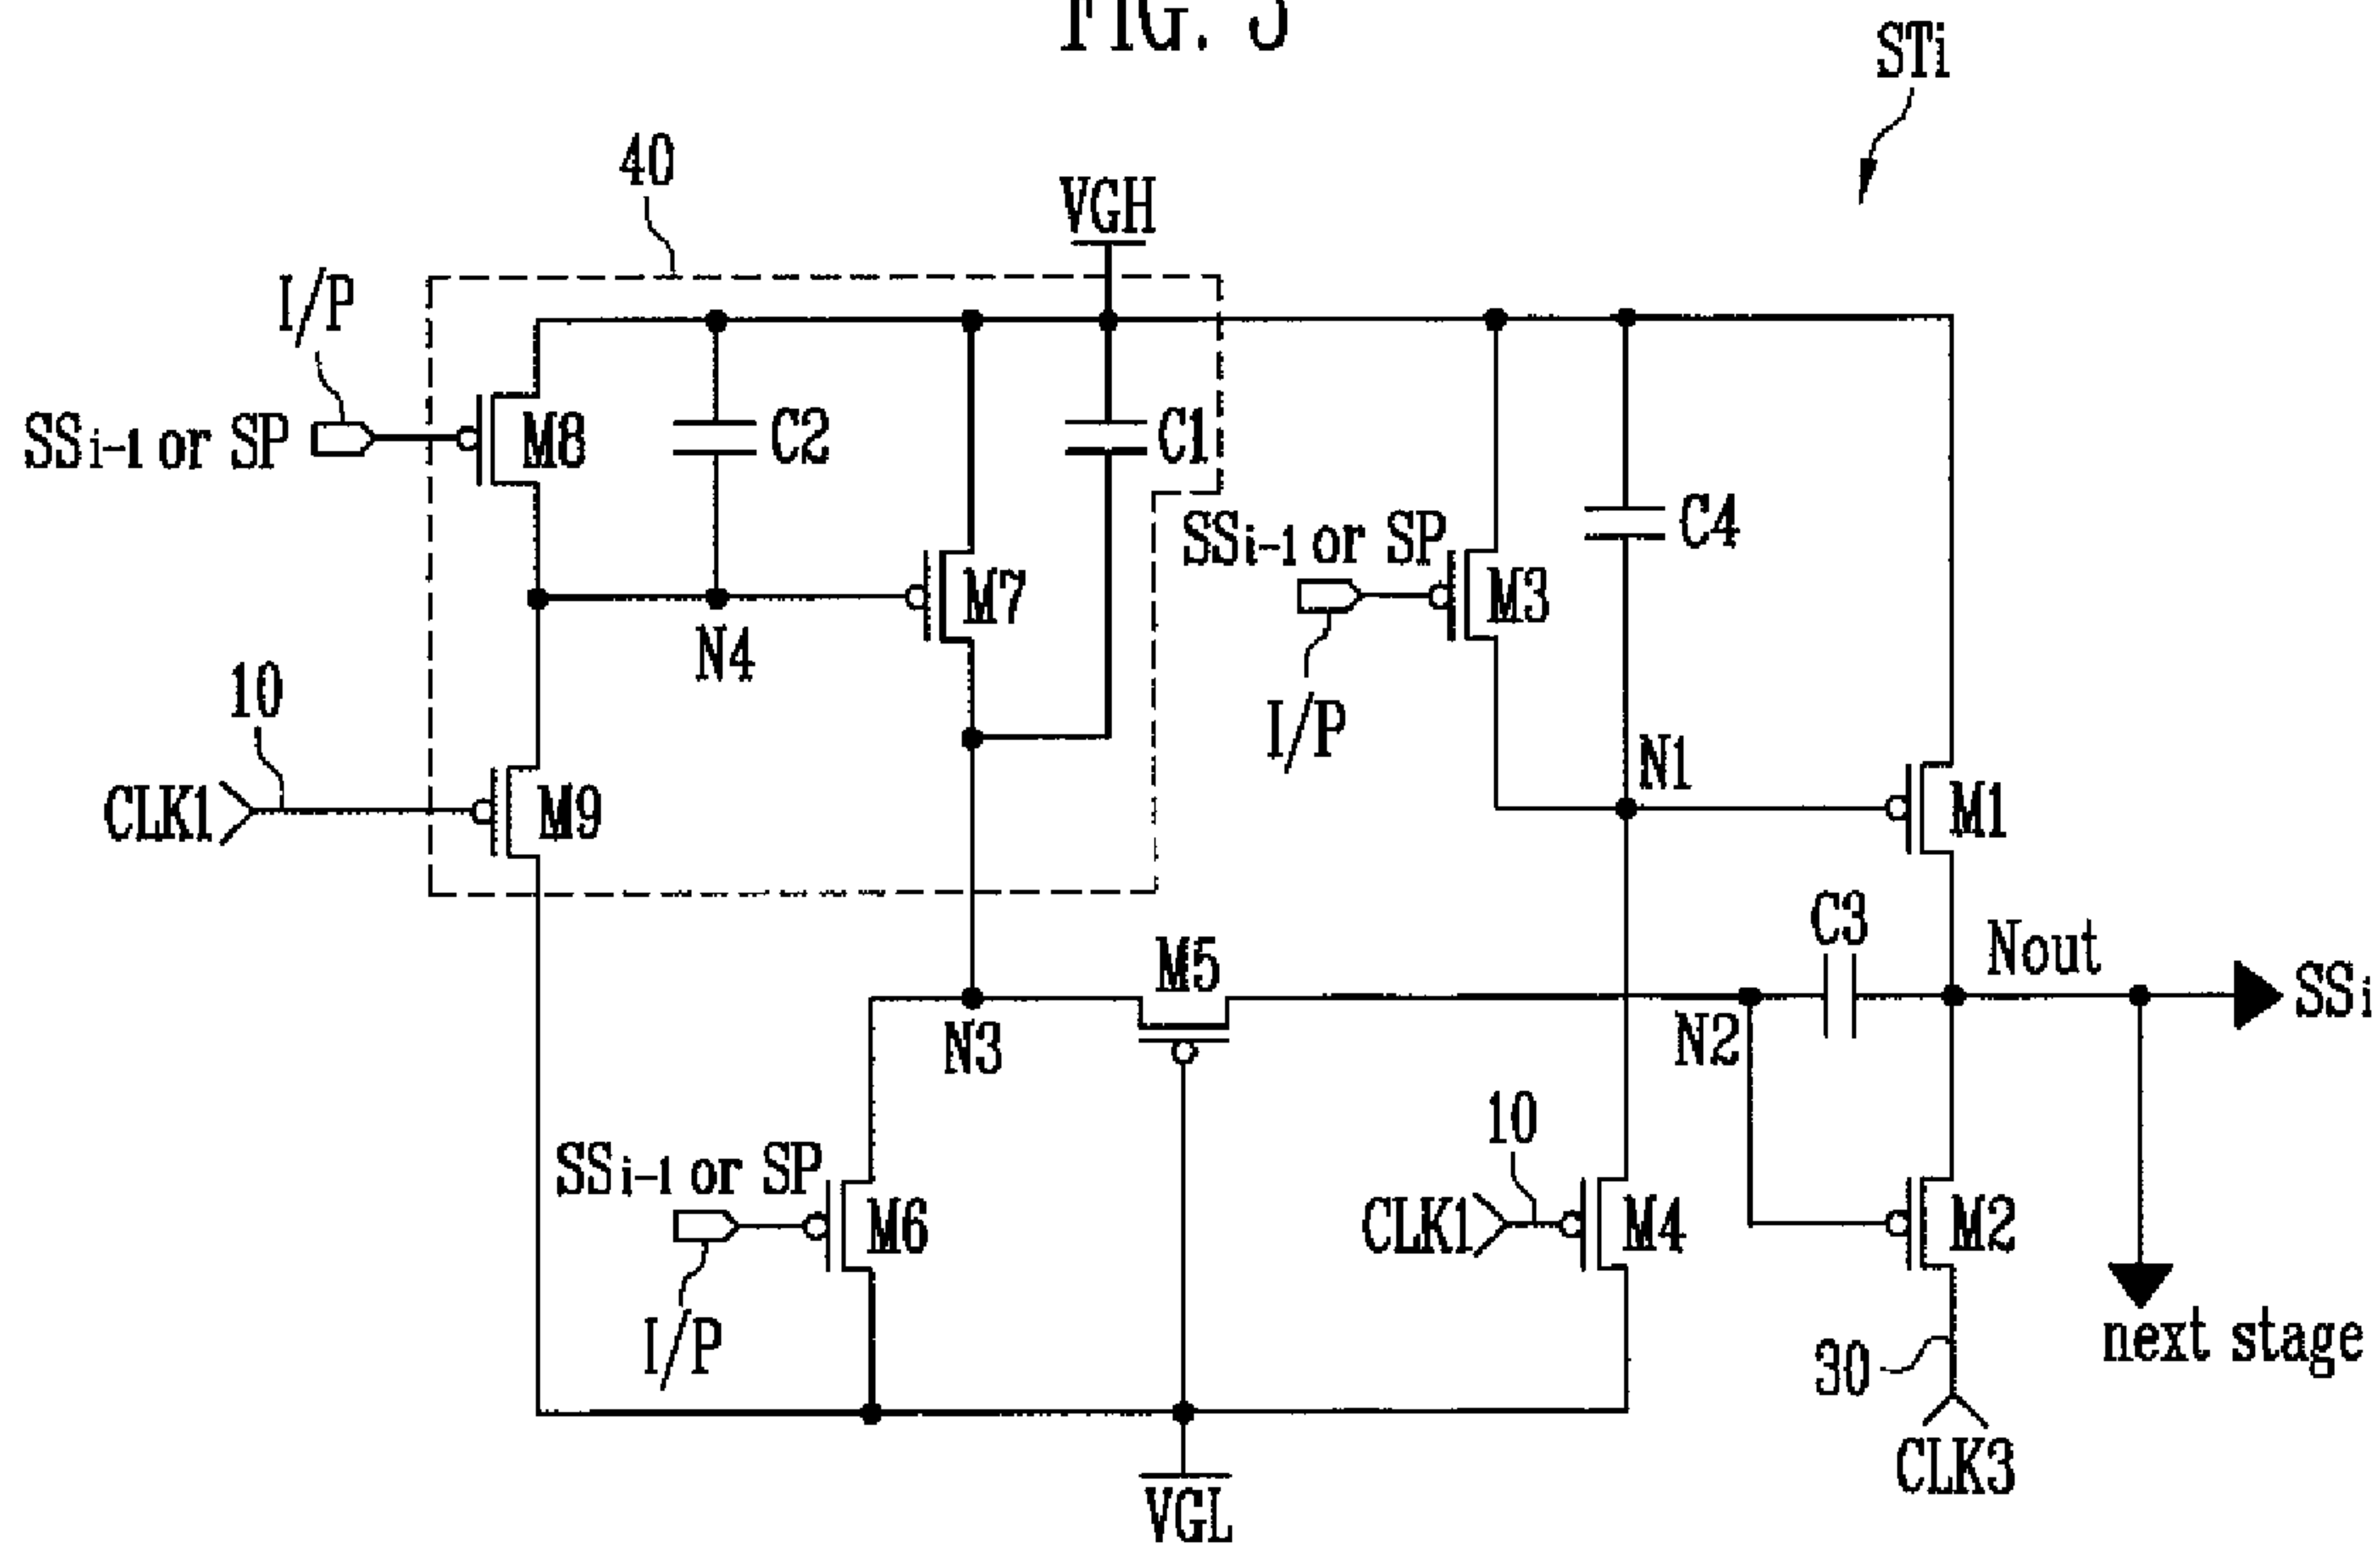 FIG. 3
STi
40
VGH
I/P
SSi-1 or SP
M8
C2
C1
SSi-1 or SP
C4
M7
M3
N4
I/P
10
N1
CLK1
M9
M1
C3
M5
Nout
SSi
N3
N2
10
SSi-1 or SP
M6
CLK1
M4
M2
I/P
30
next stage
CLK3
VGL